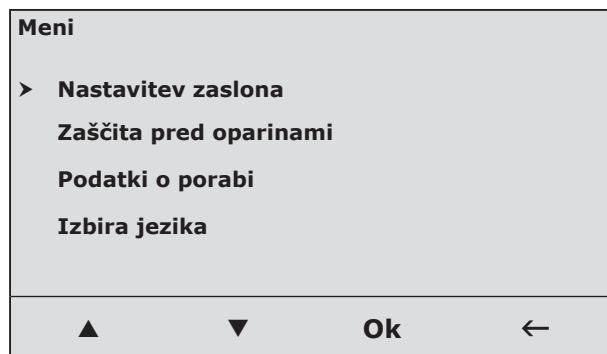 Meni
➤ Nastavitev zaslona
Zaščita pred oparinami
Podatki o porabi
Izbira jezika
▲ ▼ Ok ←